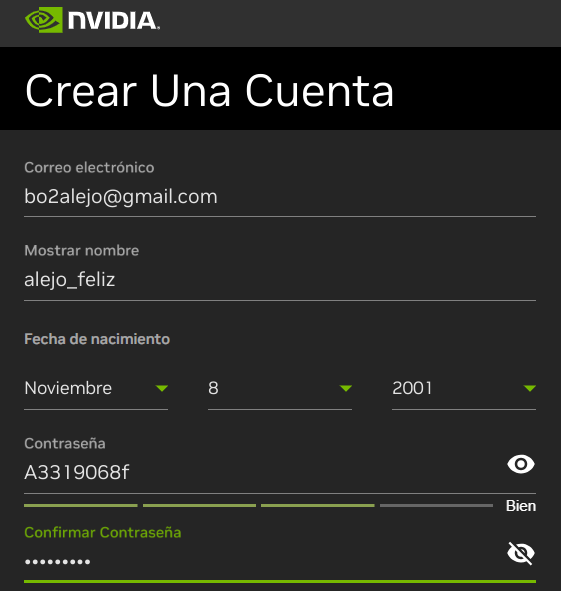 NVIDIA.
Crear Una Cuenta
Correo electrónico
bo2alejo@gmail.com
Mostrar nombre
alejo_feliz
Fecha de nacimiento
Noviembre 8 2001
Contraseña
A3319068f
Bien
Confirmar Contraseña
•••••••••